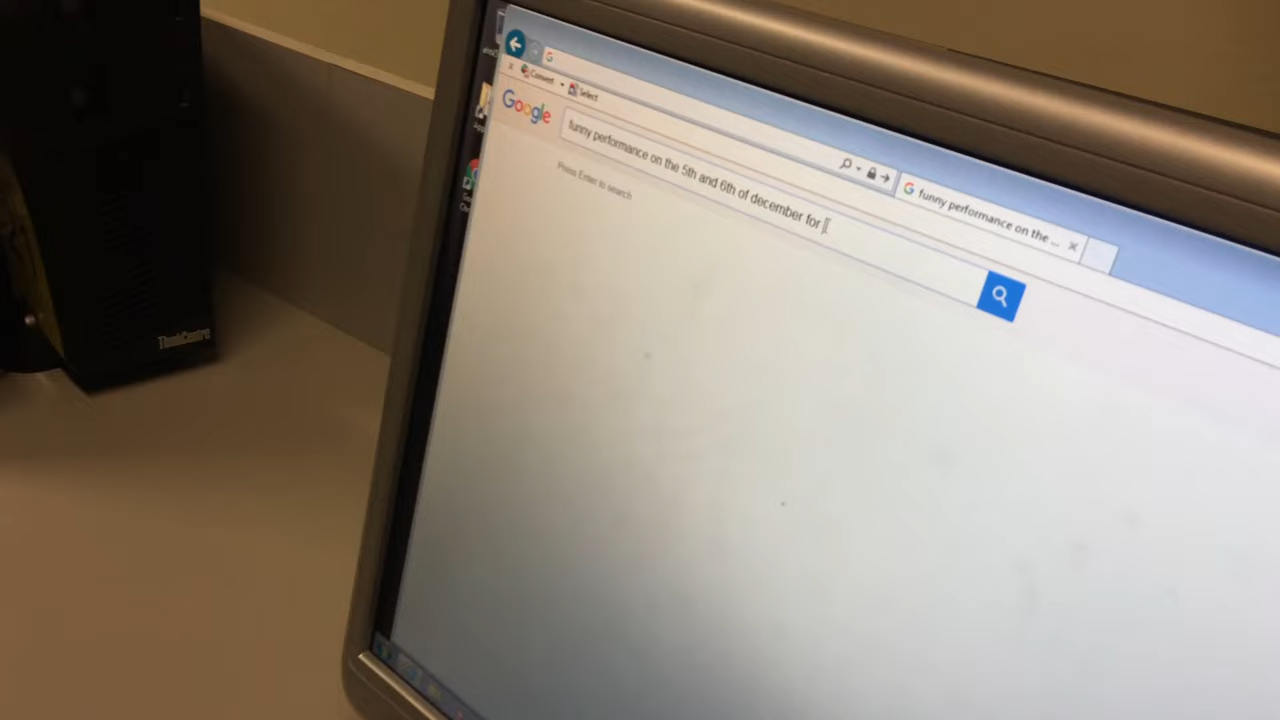 Convert
Select
Google
funny performance on the 5th and 6th of december for
Press Enter to search
funny performance on the ...
ThinkCentre